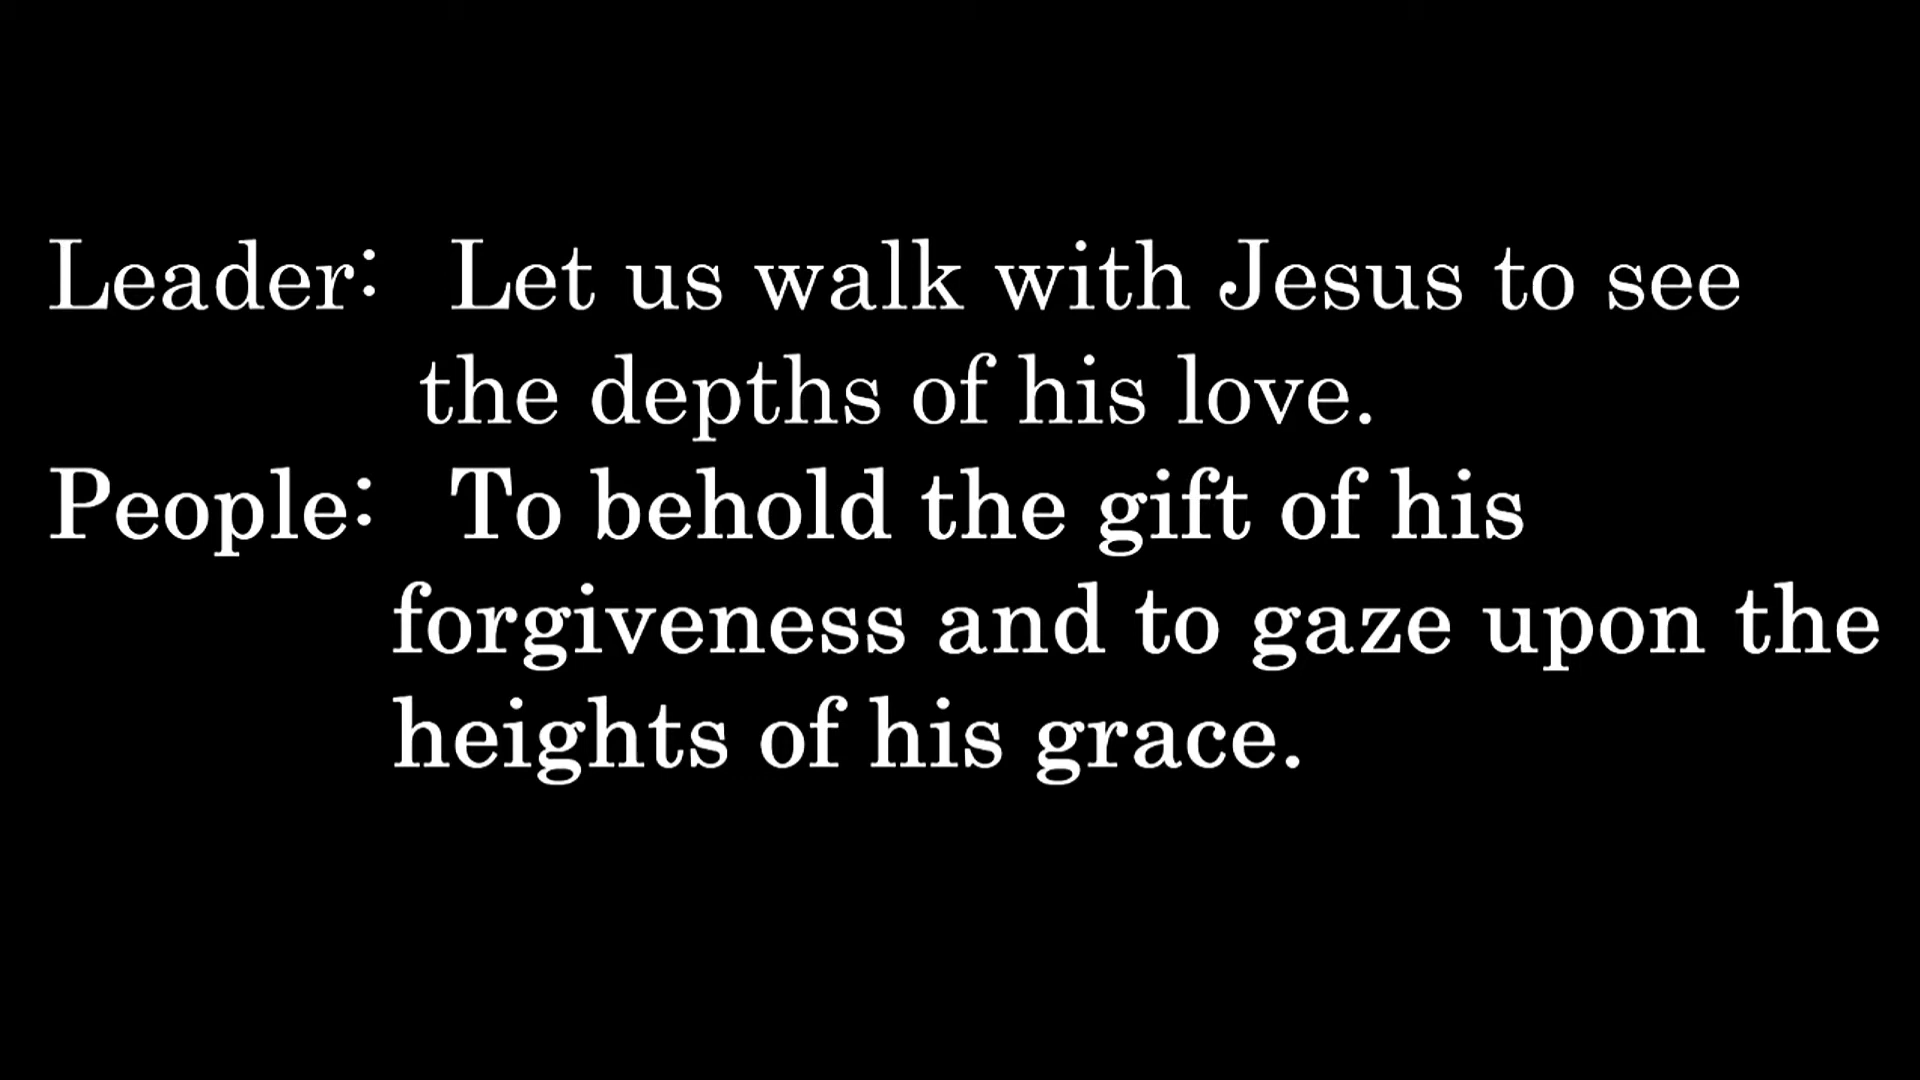 Leader: Let us walk with Jesus to see
the depths of his love.
People: To behold the gift of his
forgiveness and to gaze upon the
heights of his grace.